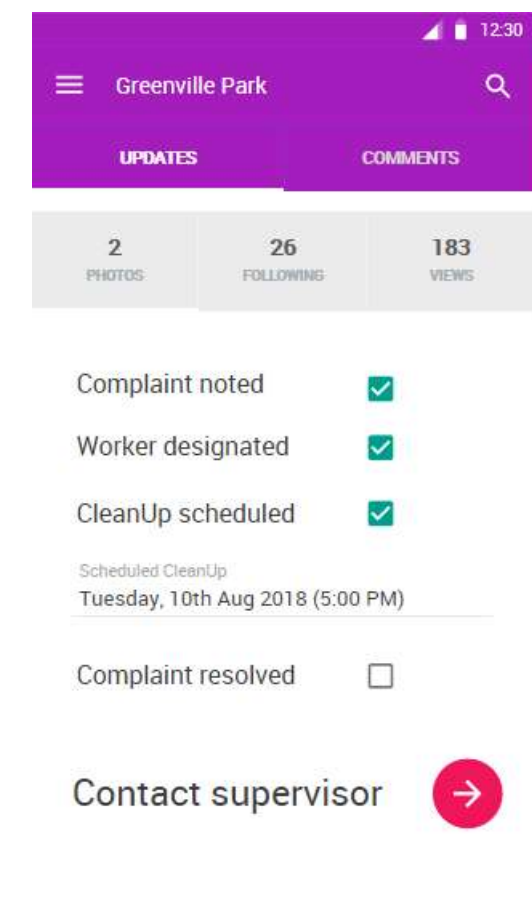 12:30
Greenville Park
UPDATES COMMENTS
2 26 183
PHOTOS FOLLOWING VIEWS
Complaint noted
Worker designated
CleanUp scheduled
Scheduled CleanUp
Tuesday, 10th Aug 2018 (5:00 PM)
Complaint resolved
Contact supervisor